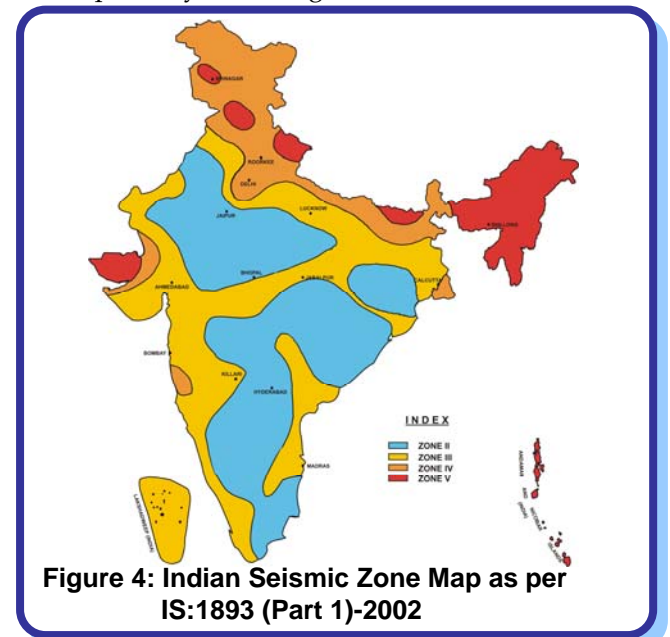 SRINAGAR
ROORKEE
DELHI
LUCKNOW
JAIPUR
SHILLONG
BHOPAL
JABALPUR
CALCUTTA
AHMEDABAD
BOMBAY
KILLARI
HYDERABAD
INDEX
ZONE II
ZONE III
ZONE IV
ZONE V
MADRAS
LAKSHADWEEP (INDIA)
ANDAMAN
AND
NICOBAR
ISLANDS
(INDIA)
Figure 4: Indian Seismic Zone Map as per
IS:1893 (Part 1)-2002